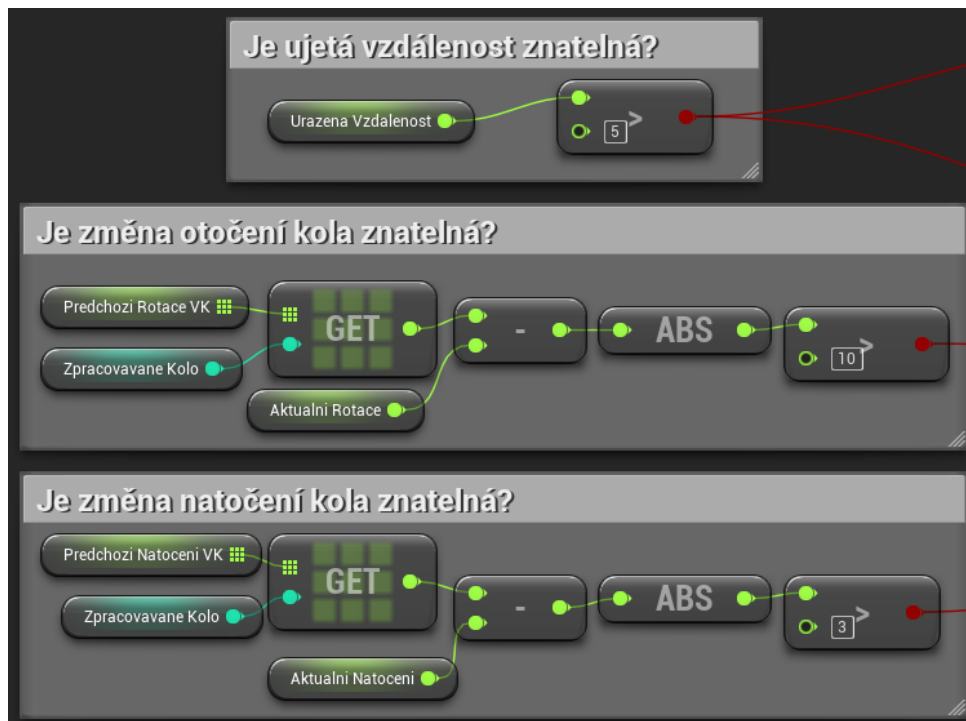 Je ujetá vzdálenost znatelná?
Urazena Vzdalenost
>
5
Je změna otočení kola znatelná?
Predchozi Rotace VK
GET
-
ABS
>
10
Zpracovavane Kolo
Aktualni Rotace
Je změna natočení kola znatelná?
Predchozi Natoceni VK
GET
-
ABS
>
3
Zpracovavane Kolo
Aktualni Natoceni